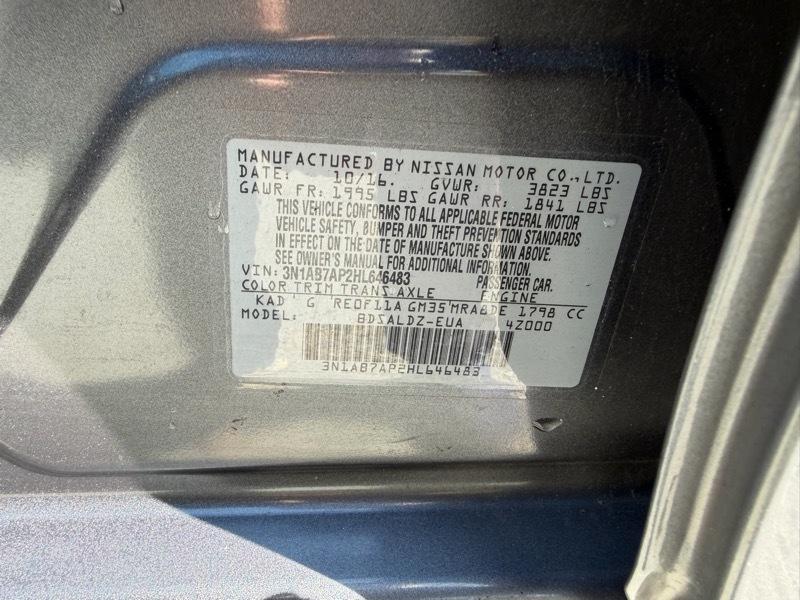 MANUFACTURED BY NISSAN MOTOR CO.,LTD.
DATE: 10/16. GVWR: 3823 LBS
GAWR FR: 1995 LBS GAWR RR: 1841 LBS
THIS VEHICLE CONFORMS TO ALL APPLICABLE FEDERAL MOTOR
VEHICLE SAFETY, BUMPER AND THEFT PREVENTION STANDARDS
IN EFFECT ON THE DATE OF MANUFACTURE SHOWN ABOVE.
SEE OWNER'S MANUAL FOR ADDITIONAL INFORMATION.
VIN: 3N1AB7AP2HL646483 PASSENGER CAR.
COLOR TRIM TRANS AXLE ENGINE
KAD G RE0F11A GM35 MRA8DE 1798 CC
MODEL: BDSALDZ-EUA 4Z000
3N1AB7AP2HL646483